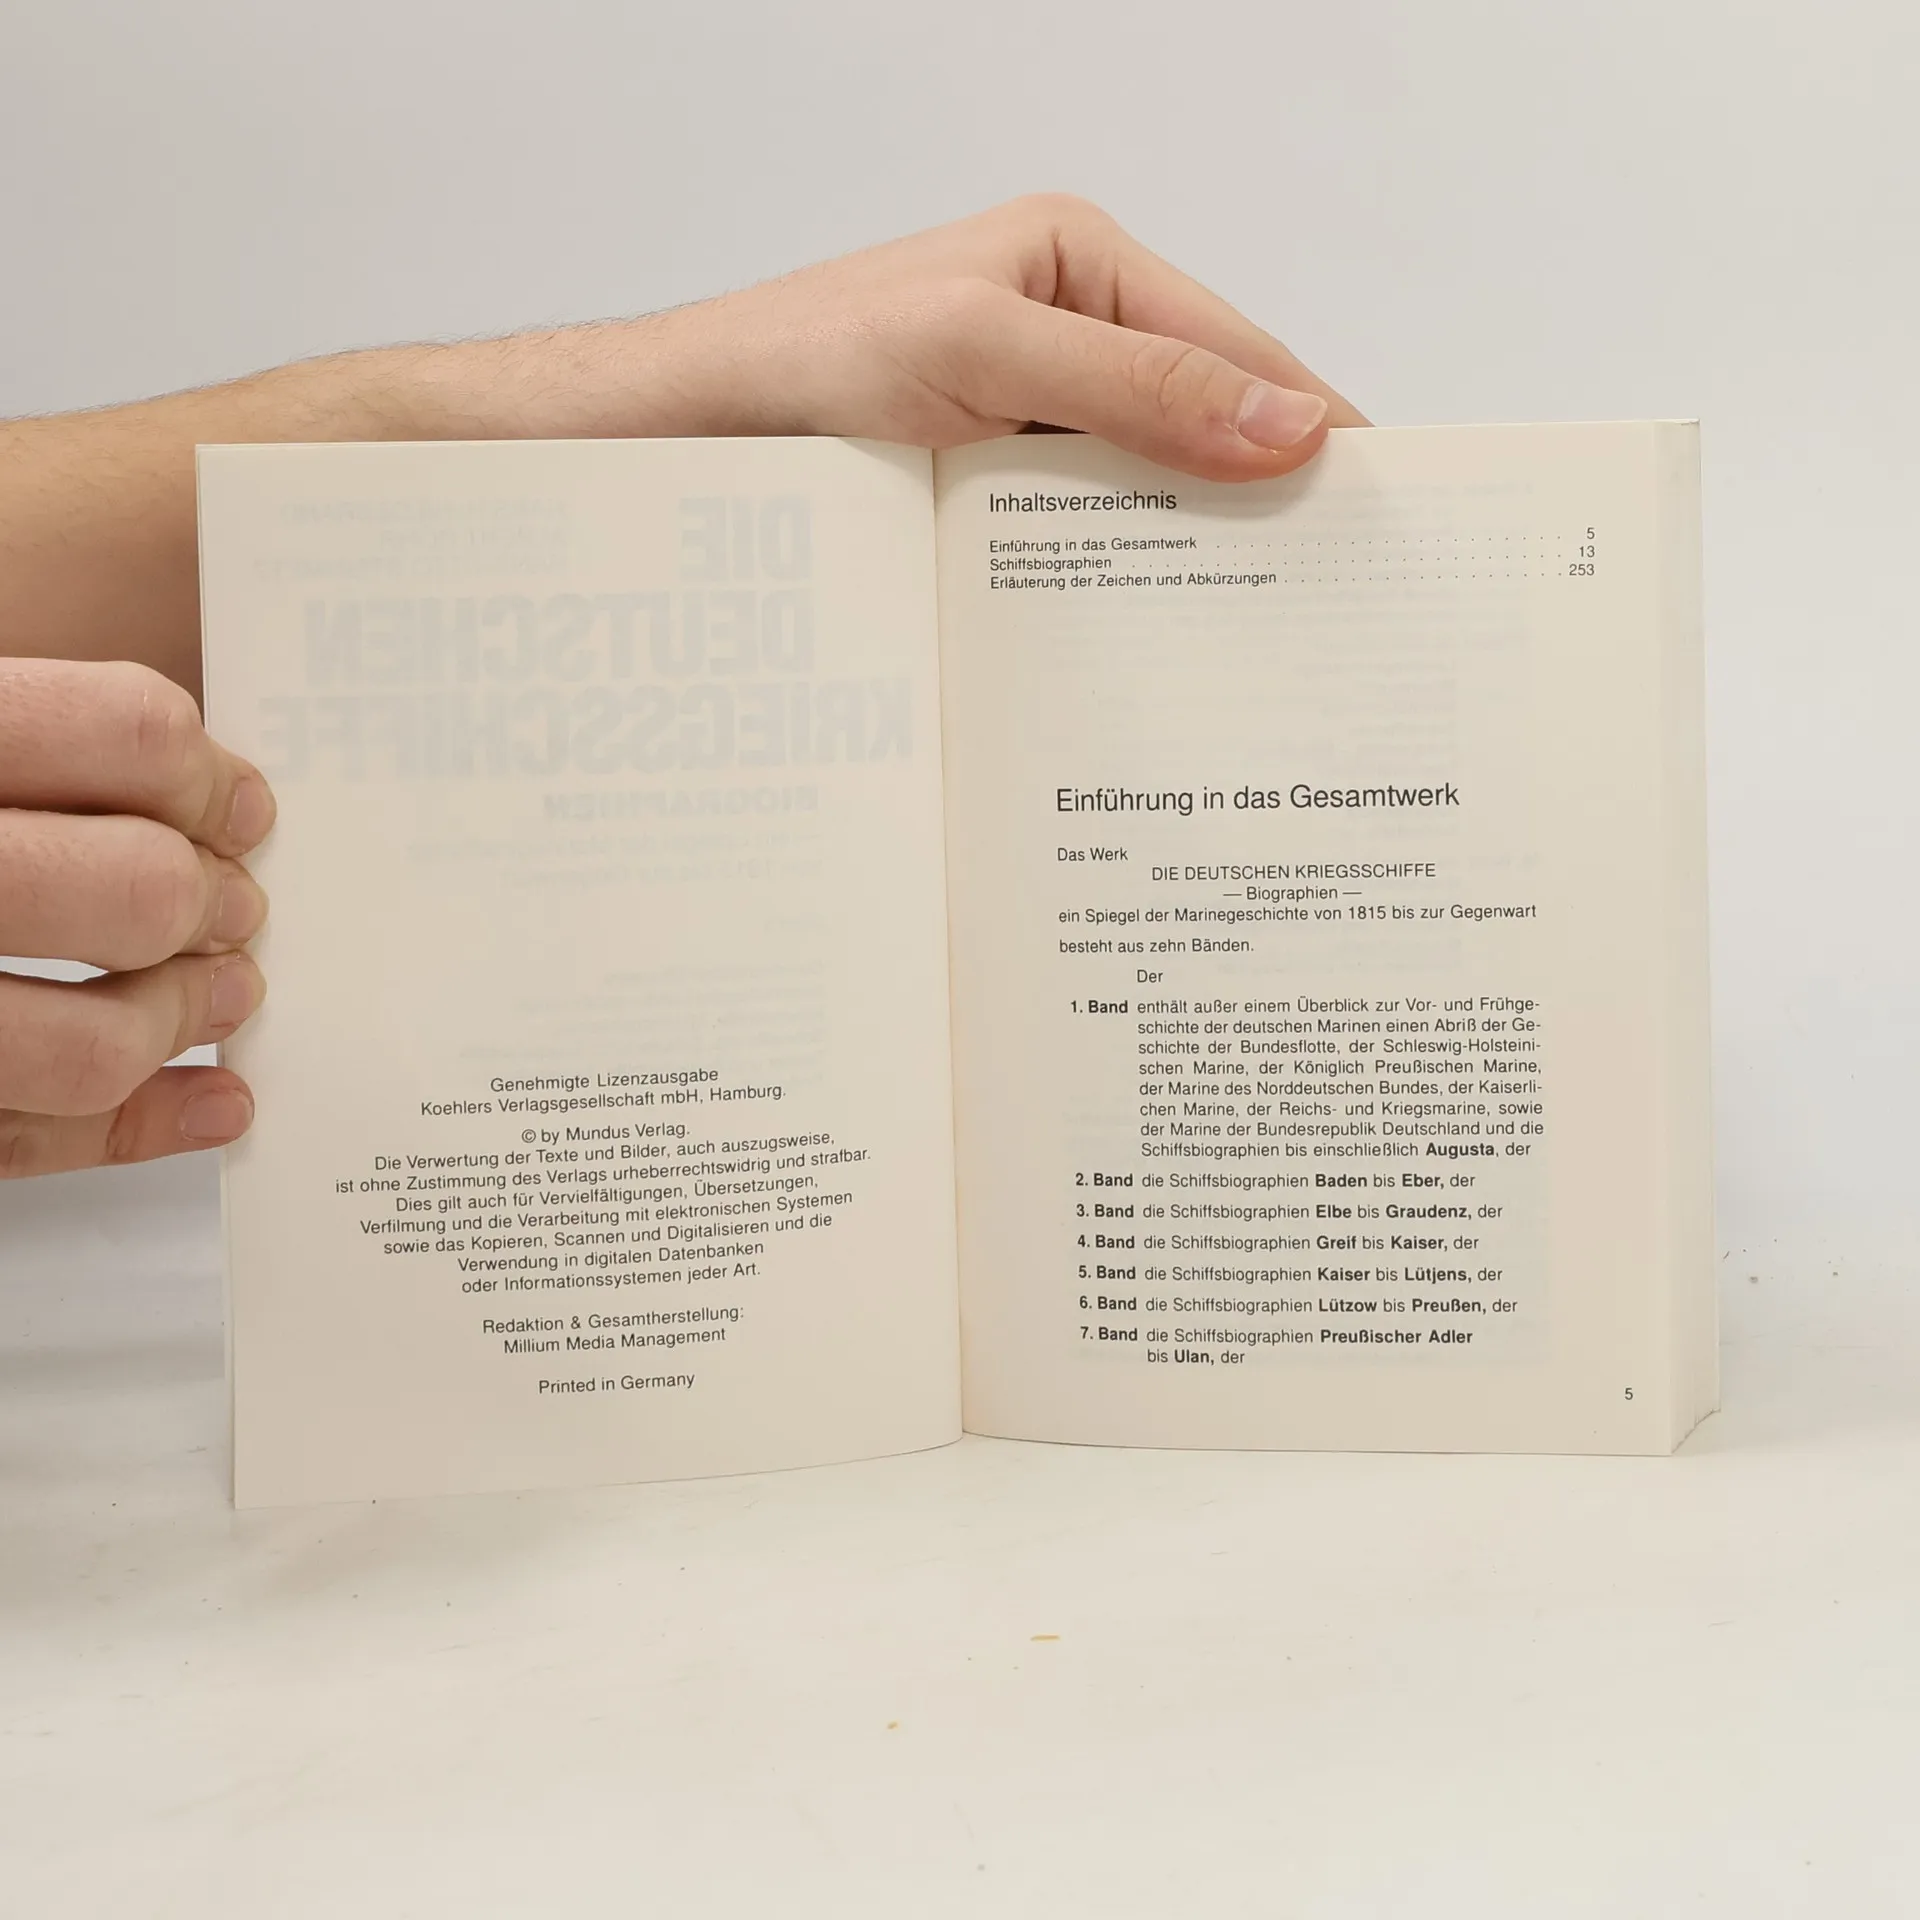 Genehmigte Lizenzausgabe
Koehlers Verlagsgesellschaft mbH, Hamburg.
© by Mundus Verlag.
Die Verwertung der Texte und Bilder, auch auszugsweise,
ist ohne Zustimmung des Verlags urheberrechtswidrig und strafbar.
Dies gilt auch für Vervielfältigungen, Übersetzungen,
Verfilmung und die Verarbeitung mit elektronischen Systemen
sowie das Kopieren, Scannen und Digitalisieren und die
Verwendung in digitalen Datenbanken
oder Informationssystemen jeder Art.
Redaktion & Gesamtherstellung:
Millium Media Management
Printed in Germany
Inhaltsverzeichnis
Einführung in das Gesamtwerk . . . . . . . . . . . . . . . . . . . . . 5
Schiffsbiographien . . . . . . . . . . . . . . . . . . . . . . . . . . 13
Erläuterung der Zeichen und Abkürzungen . . . . . . . . . . . . . . . . . 253
Einführung in das Gesamtwerk
Das Werk
DIE DEUTSCHEN KRIEGSSCHIFFE
— Biographien —
ein Spiegel der Marinegeschichte von 1815 bis zur Gegenwart
besteht aus zehn Bänden.
Der
1. Band enthält außer einem Überblick zur Vor- und Frühge-
schichte der deutschen Marinen einen Abriß der Ge-
schichte der Bundesflotte, der Schleswig-Holsteini-
schen Marine, der Königlich Preußischen Marine,
der Marine des Norddeutschen Bundes, der Kaiserli-
chen Marine, der Reichs- und Kriegsmarine, sowie
der Marine der Bundesrepublik Deutschland und die
Schiffsbiographien bis einschließlich Augusta, der
2. Band die Schiffsbiographien Baden bis Eber, der
3. Band die Schiffsbiographien Elbe bis Graudenz, der
4. Band die Schiffsbiographien Greif bis Kaiser, der
5. Band die Schiffsbiographien Kaiser bis Lütjens, der
6. Band die Schiffsbiographien Lützow bis Preußen, der
7. Band die Schiffsbiographien Preußischer Adler
bis Ulan, der
5